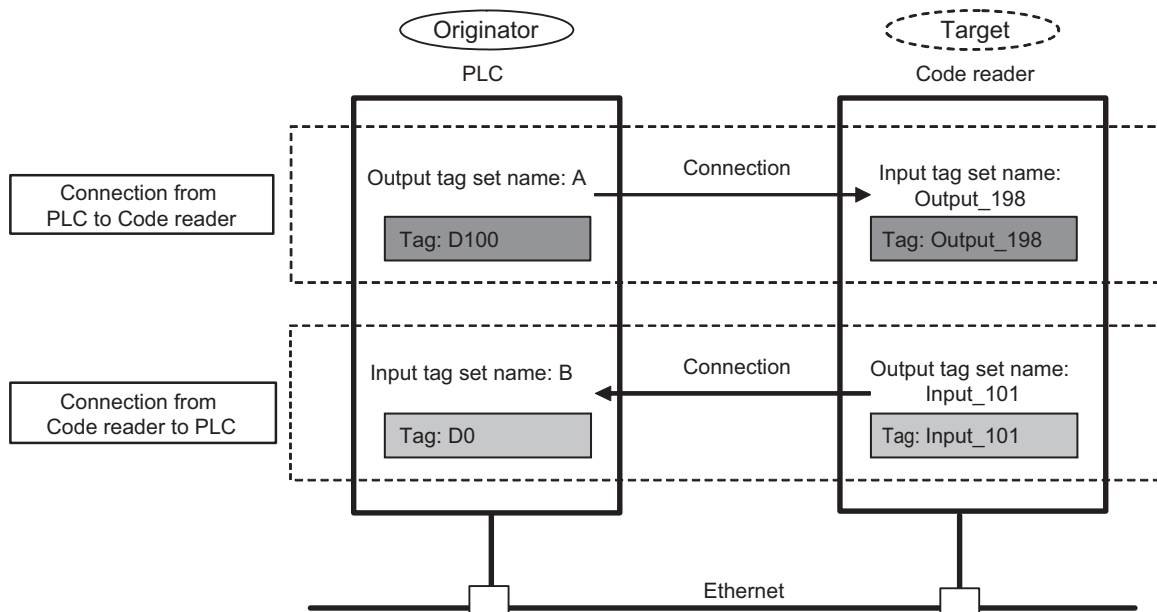 Originator
Target
PLC
Code reader
Connection from
PLC to Code reader
Output tag set name: A
Tag: D100
Connection
Input tag set name:
Output_198
Tag: Output_198
Connection from
Code reader to PLC
Input tag set name: B
Tag: D0
Connection
Output tag set name:
Input_101
Tag: Input_101
Ethernet